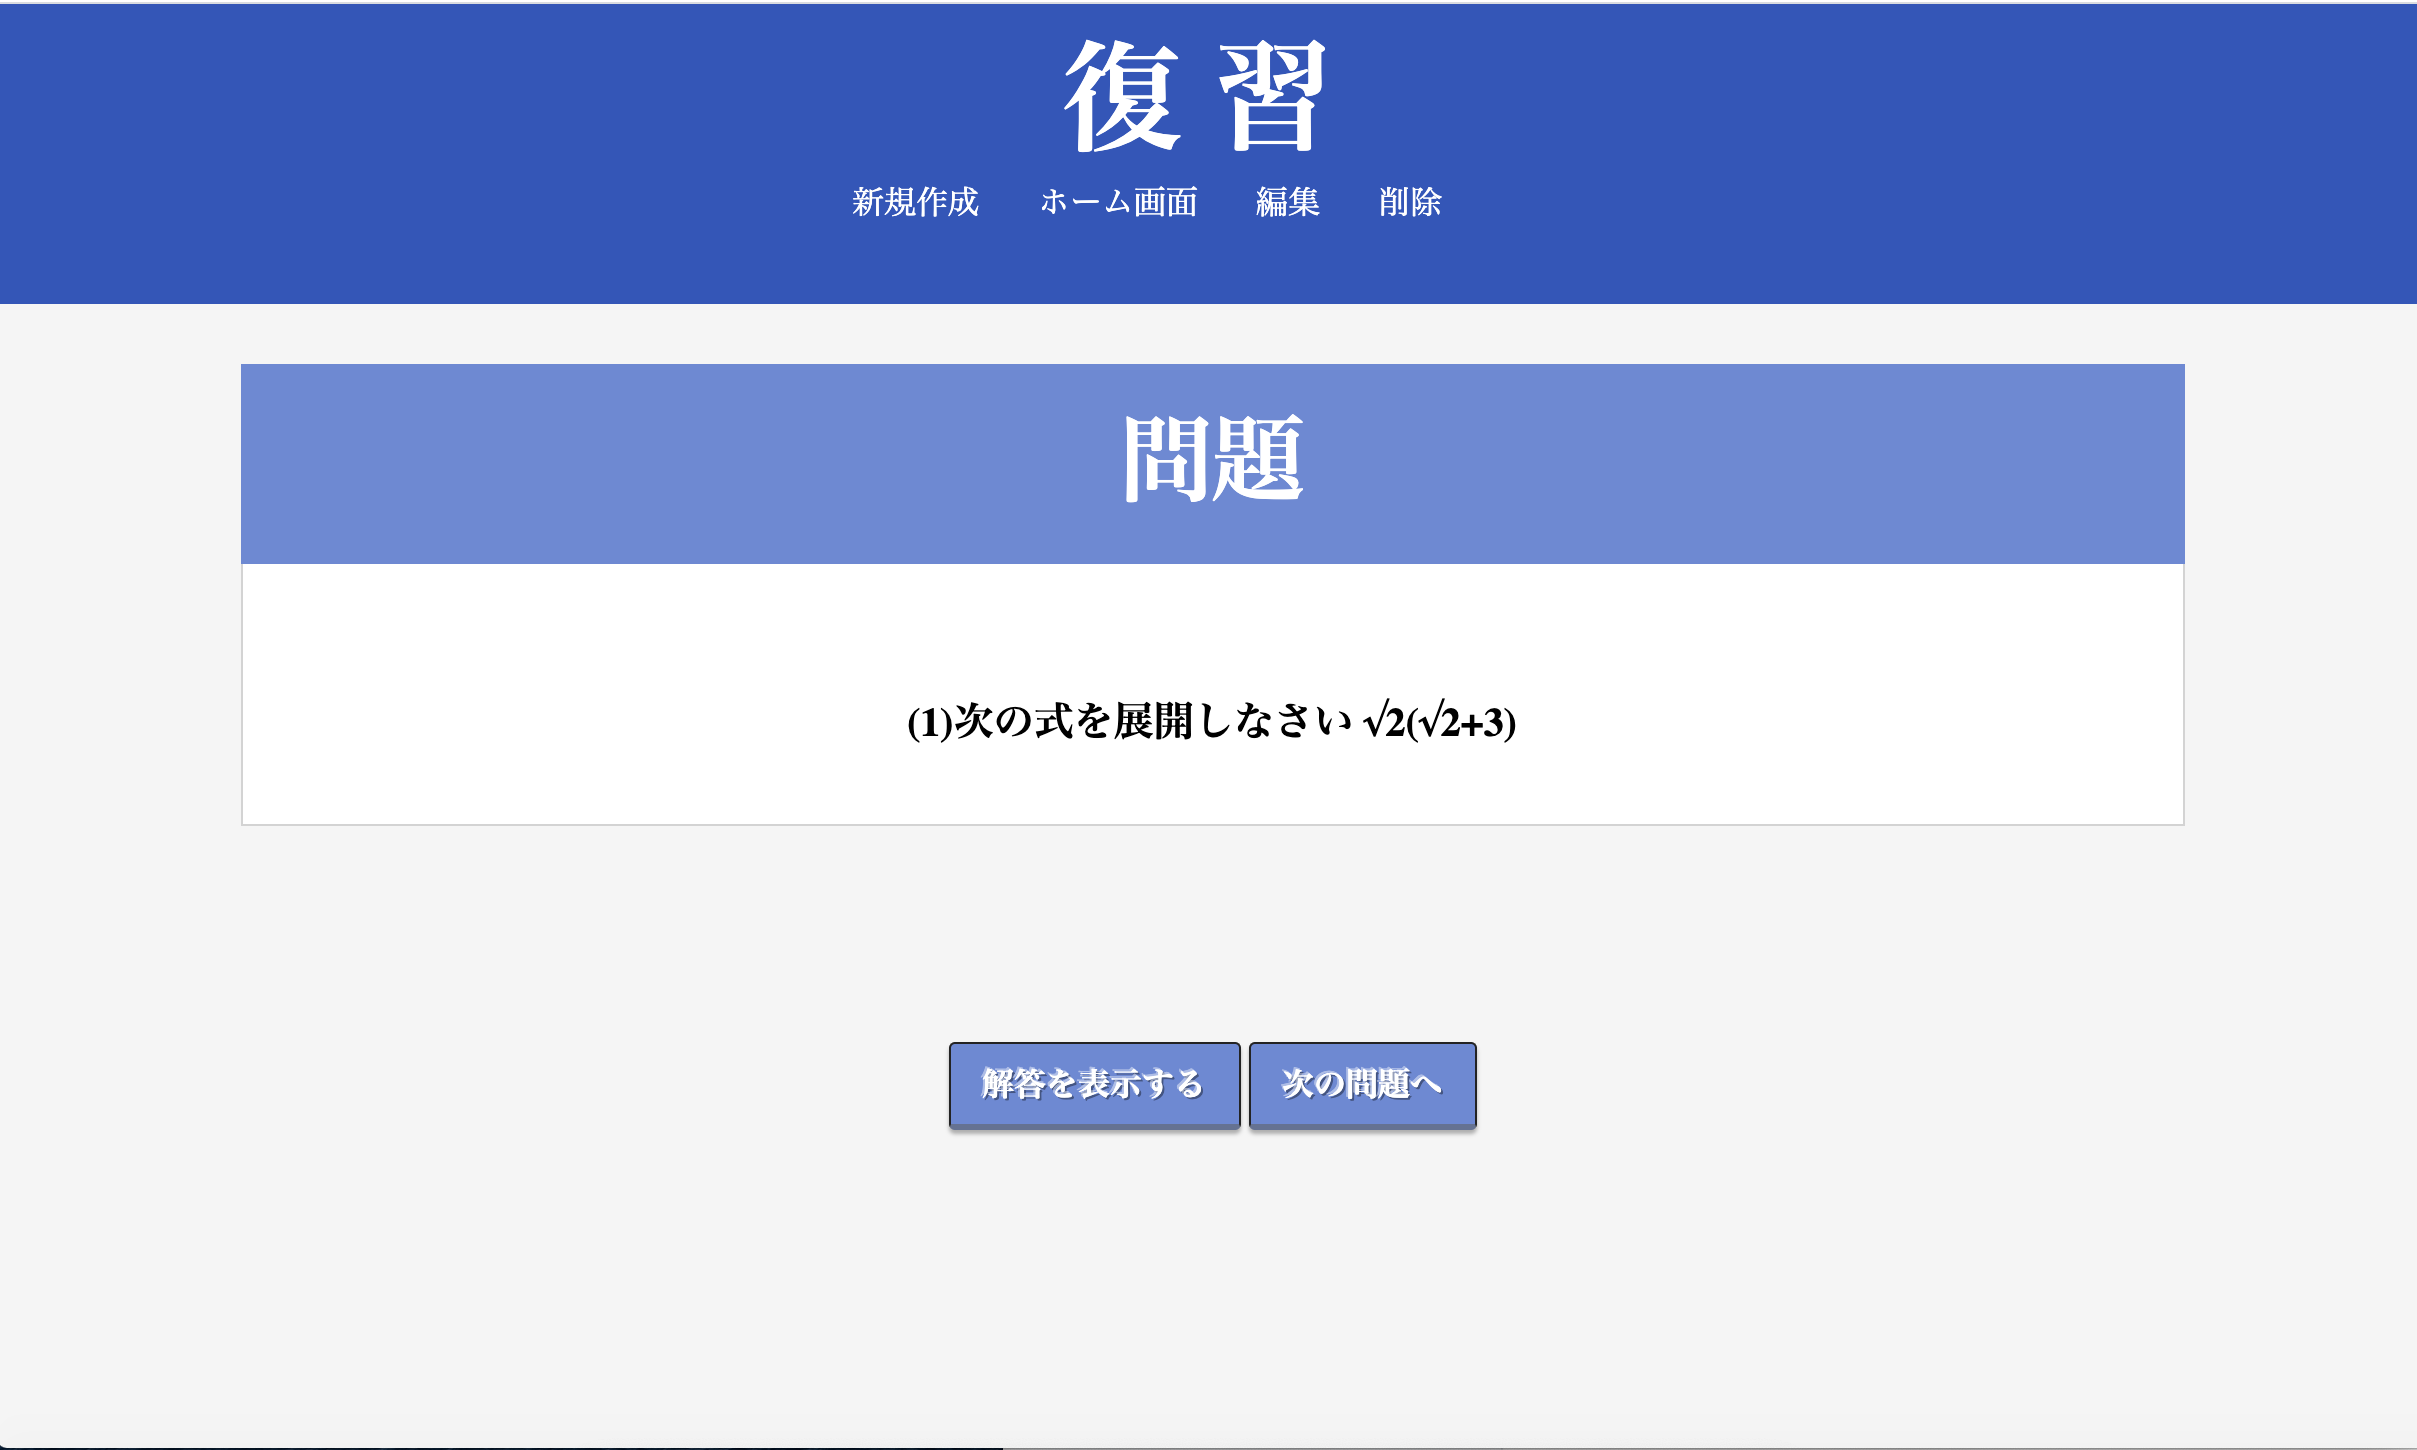 復習
新規作成 ホーム画面 編集 削除
問題
(1)次の式を展開しなさい √2(√2+3)
解答を表示する 次の問題へ